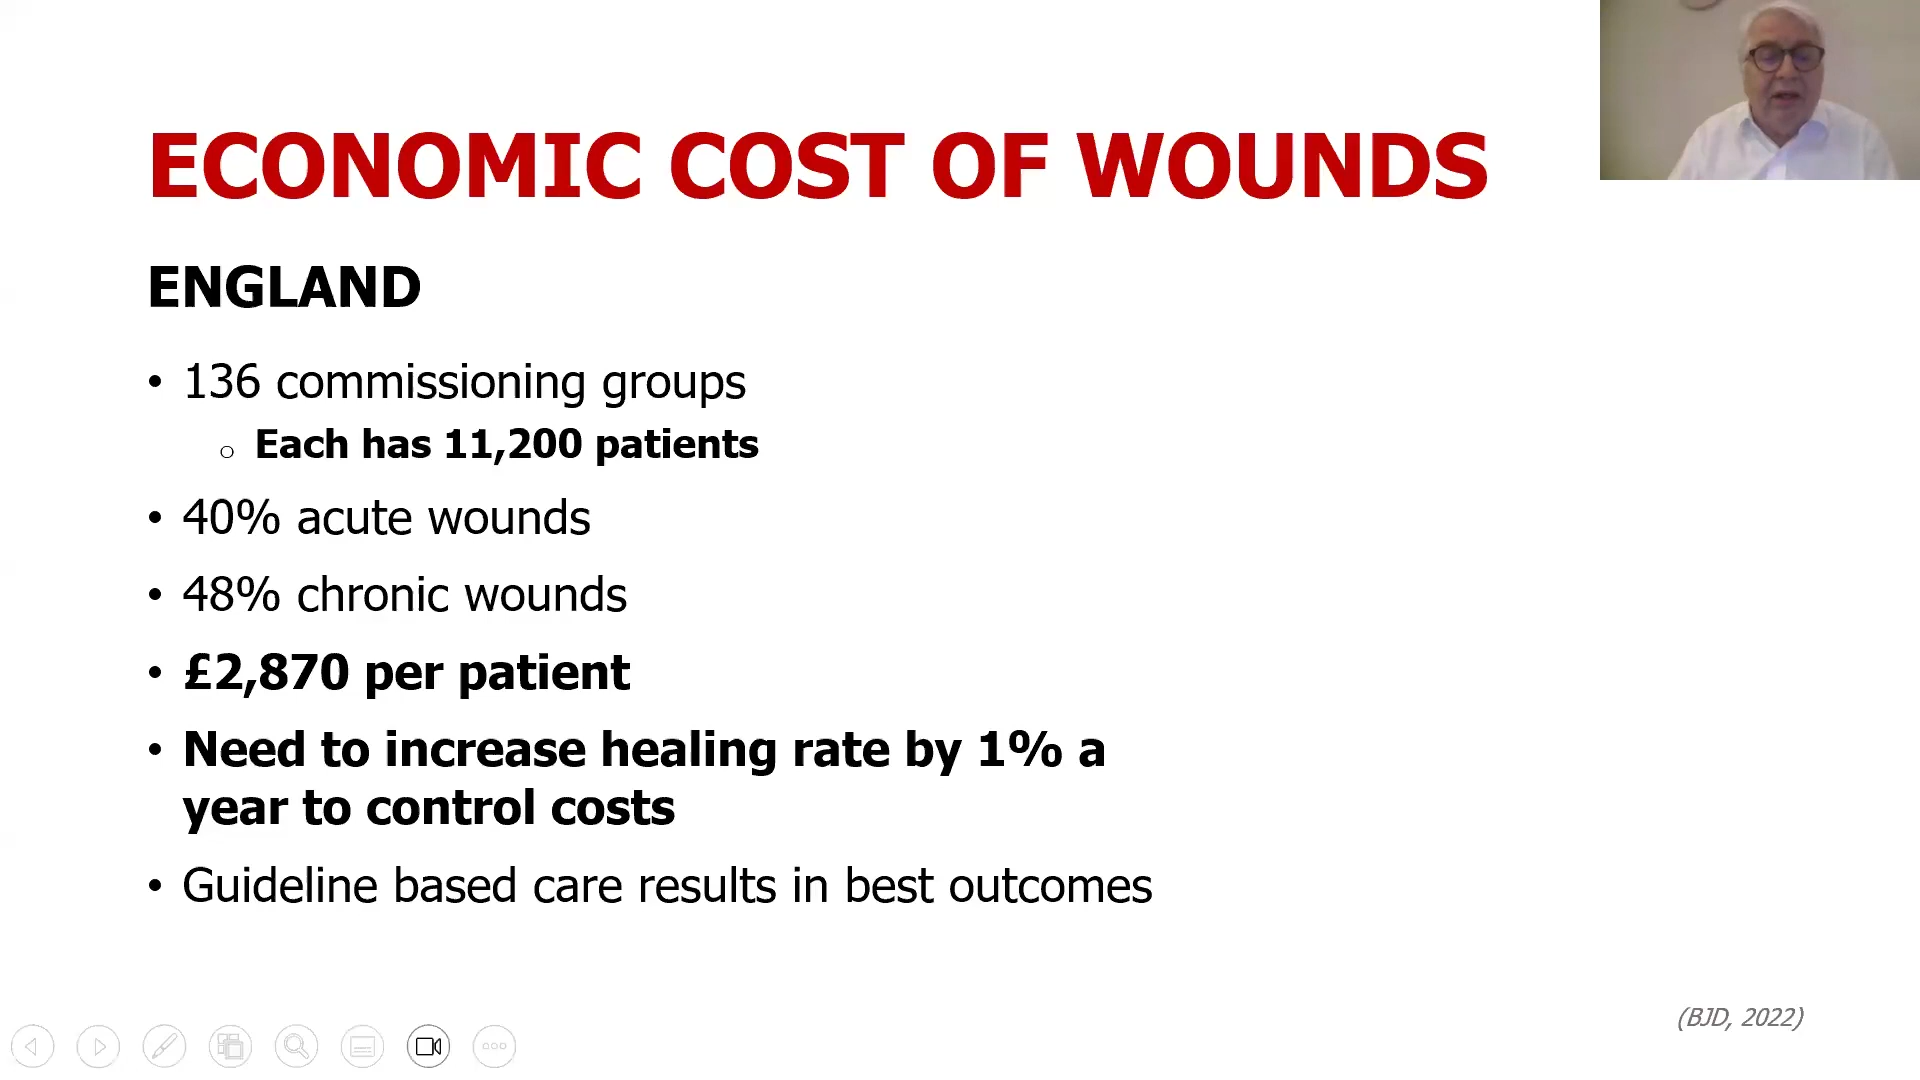 ECONOMIC COST OF WOUNDS
ENGLAND
• 136 commissioning groups
○ Each has 11,200 patients
• 40% acute wounds
• 48% chronic wounds
• £2,870 per patient
• Need to increase healing rate by 1% a
year to control costs
• Guideline based care results in best outcomes
(BJD, 2022)